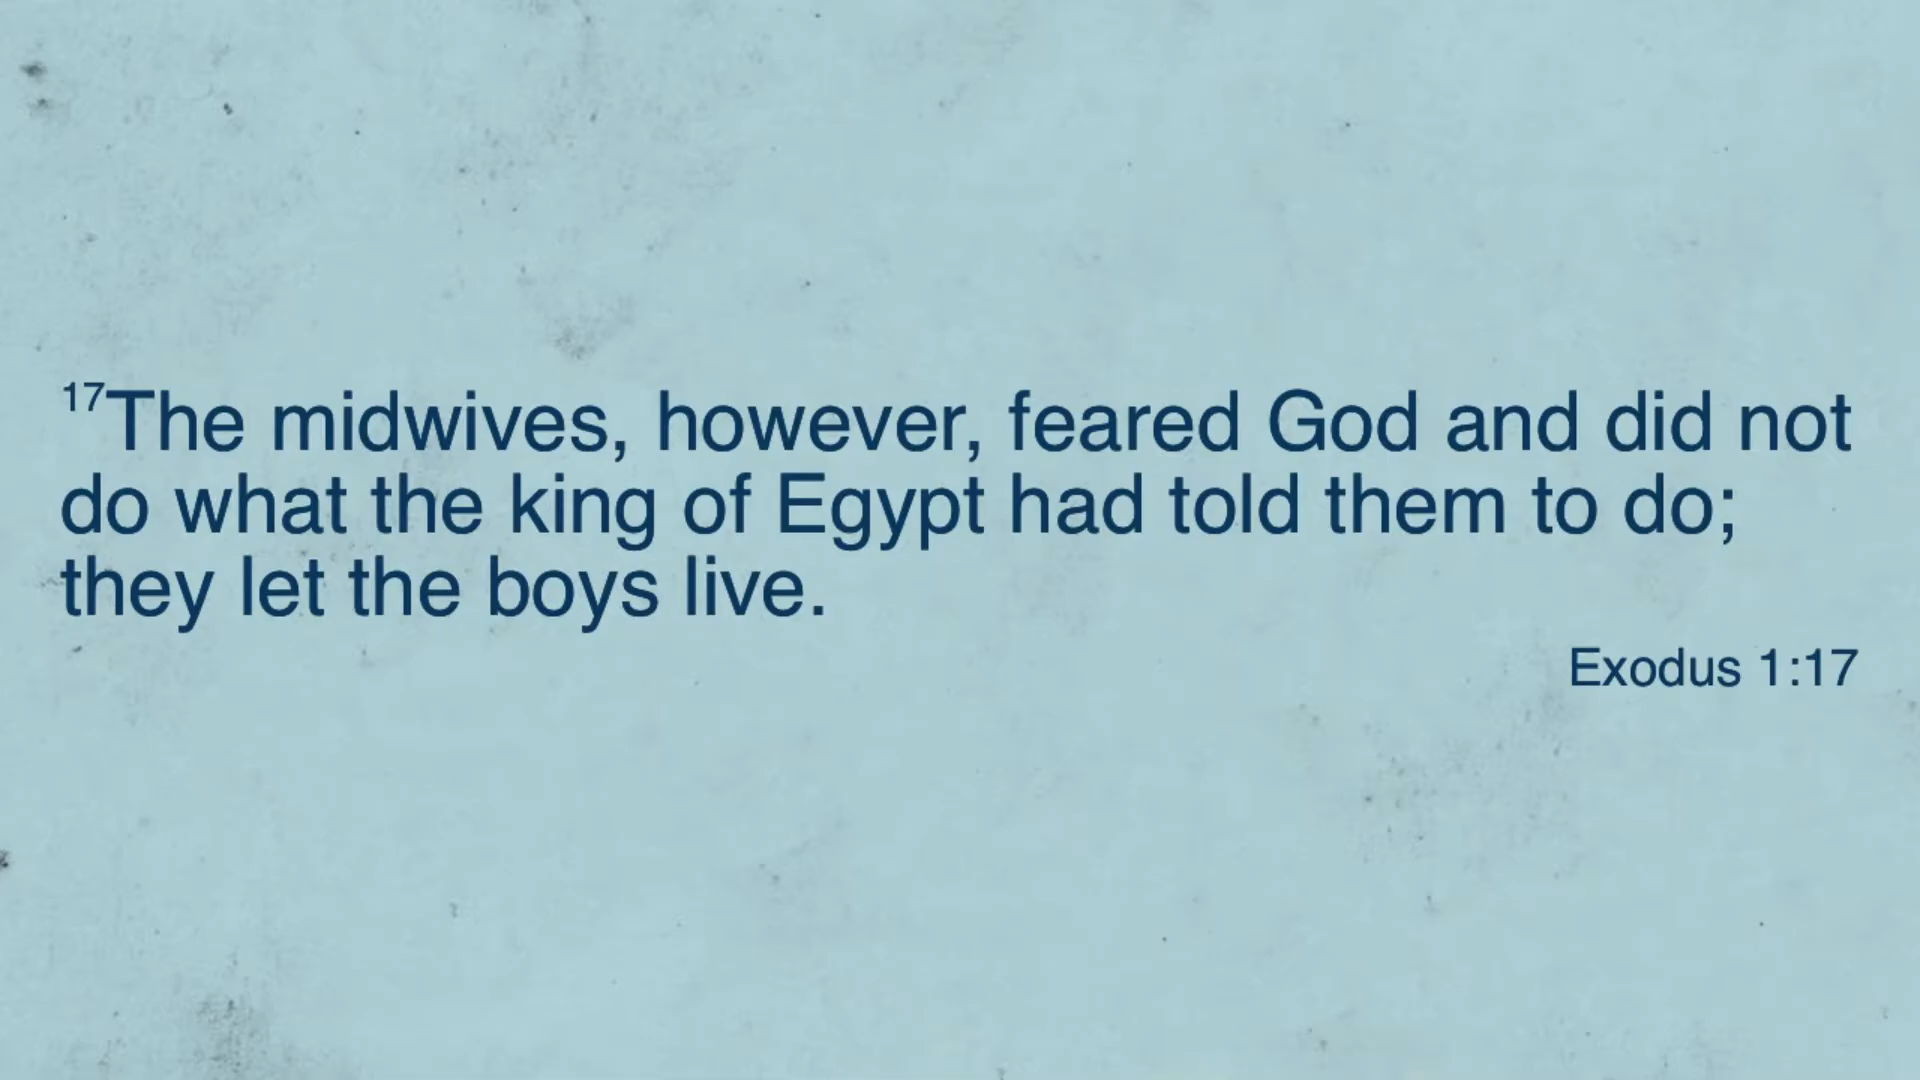 17The midwives, however, feared God and did not
do what the king of Egypt had told them to do;
they let the boys live.
Exodus 1:17